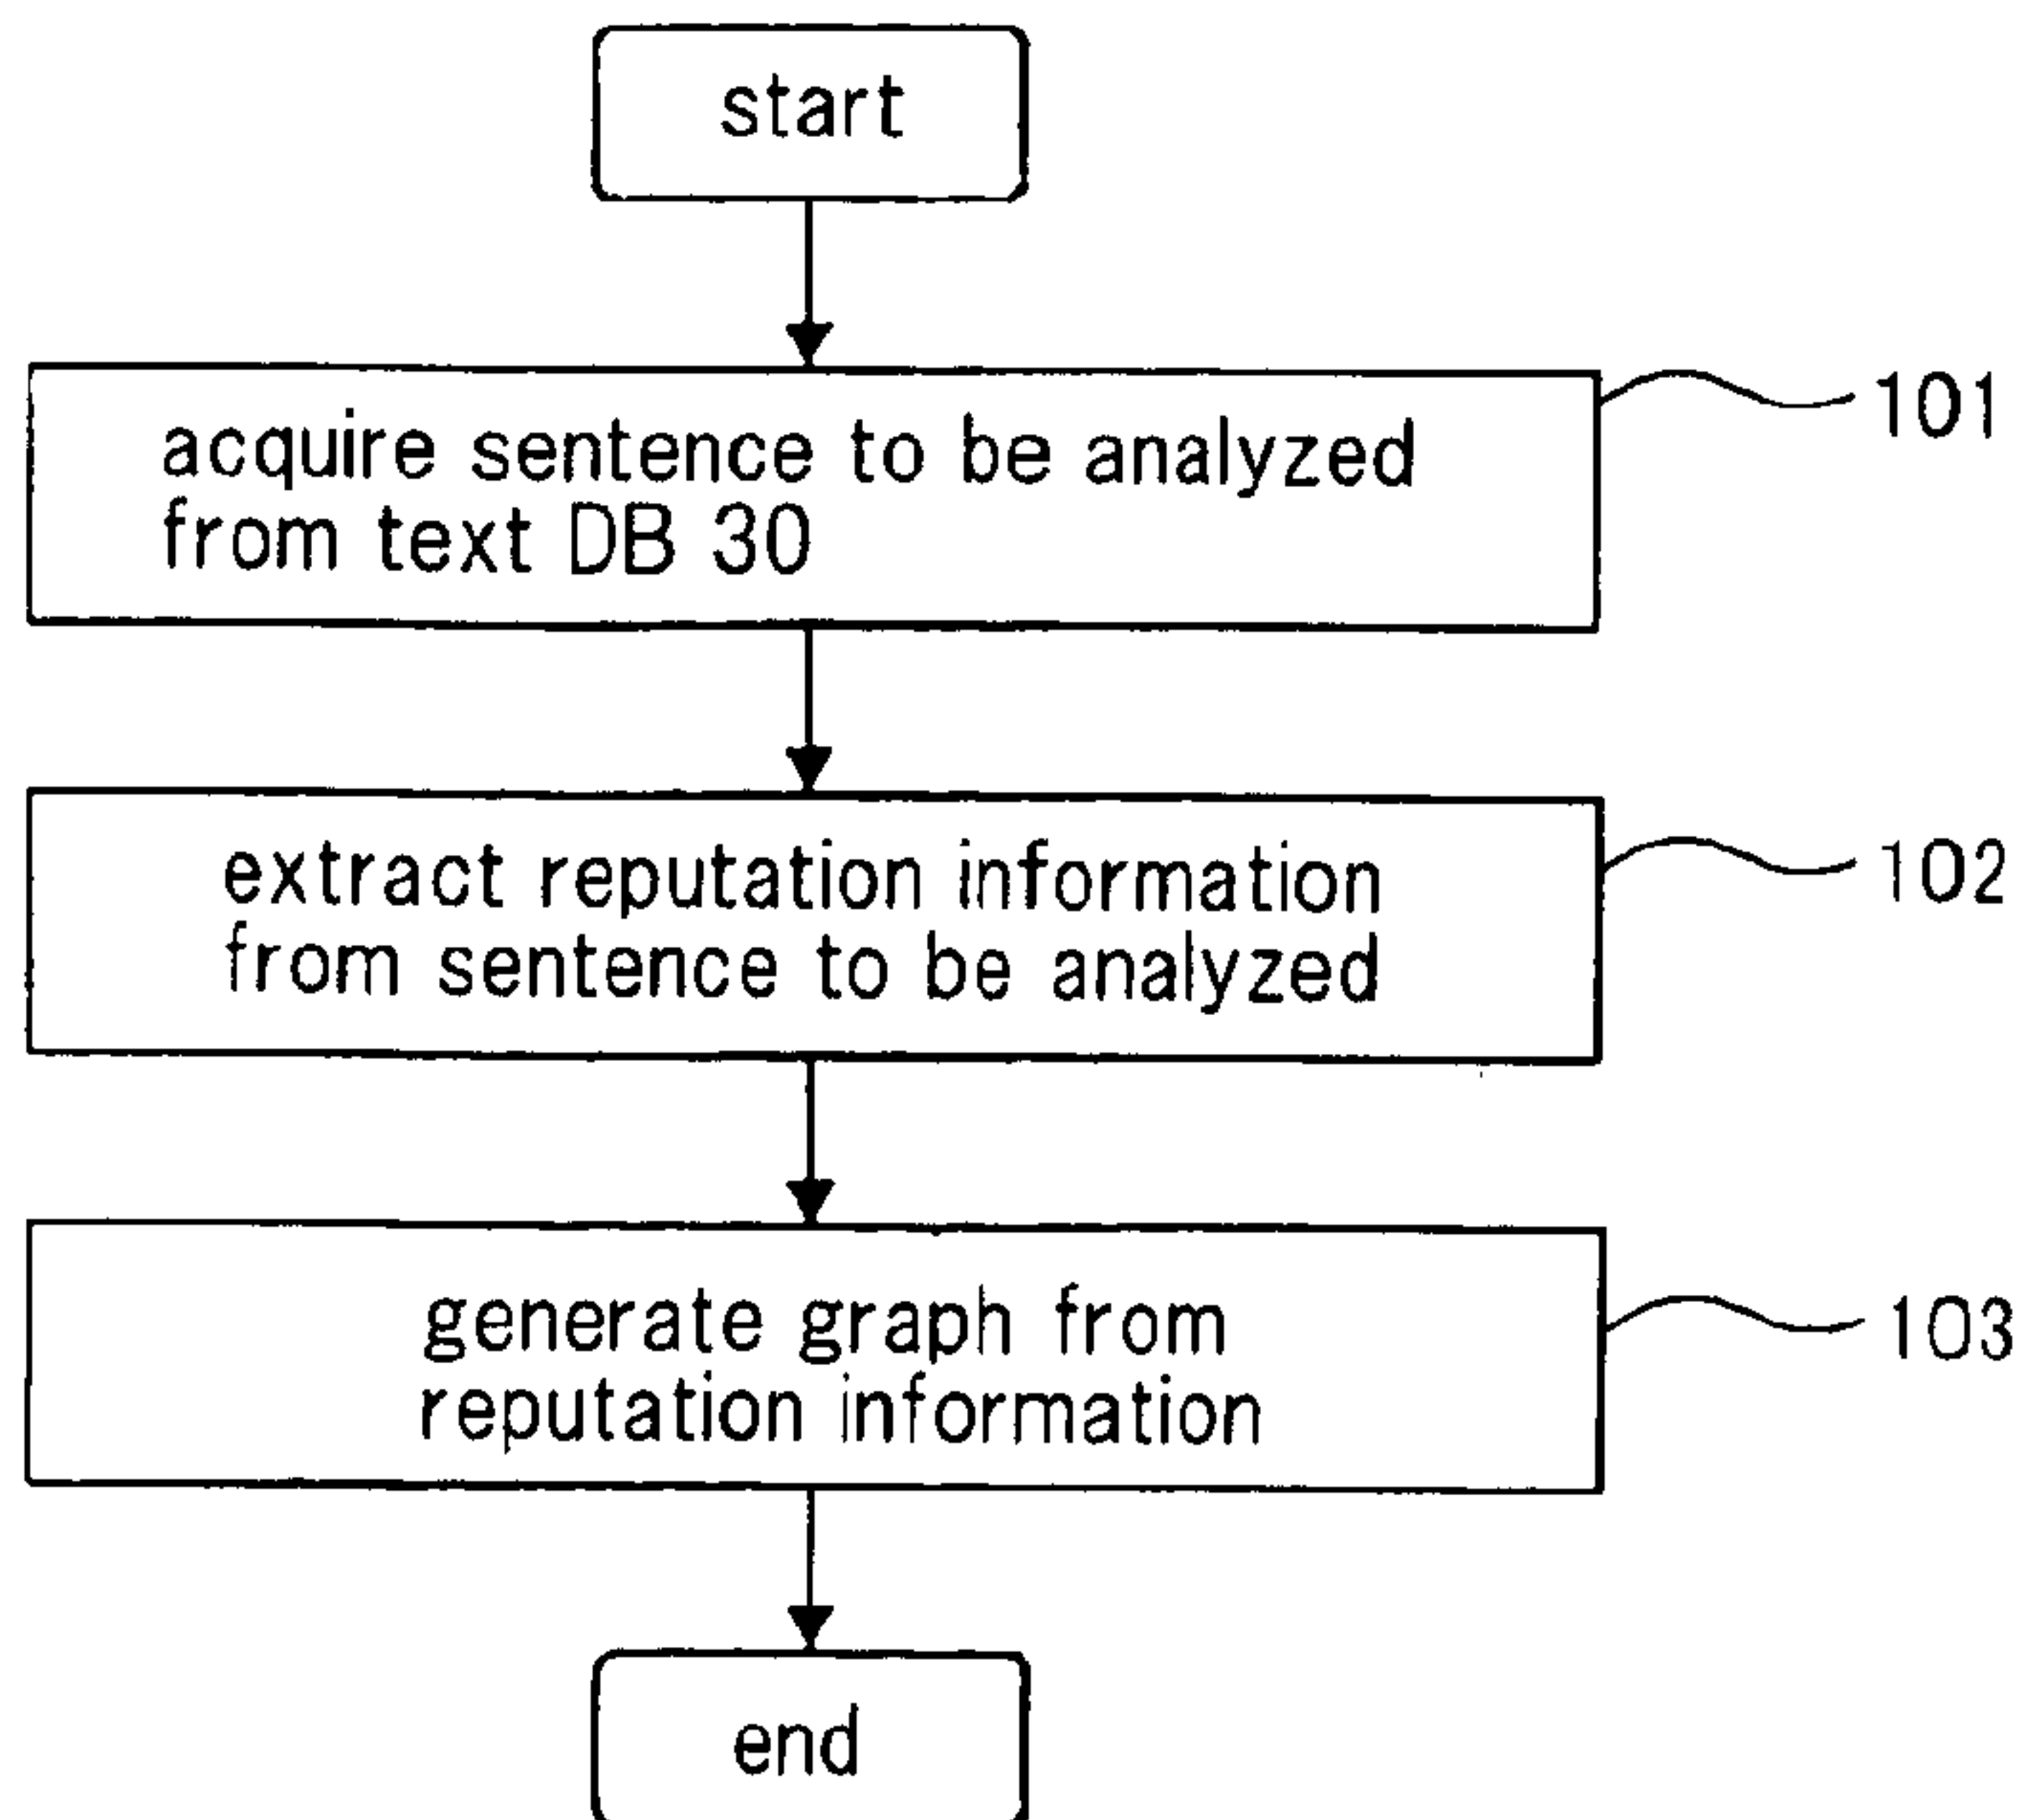 start
acquire sentence to be analyzed
from text DB 30
101
extract reputation information
from sentence to be analyzed
102
generate graph from
reputation information
103
end